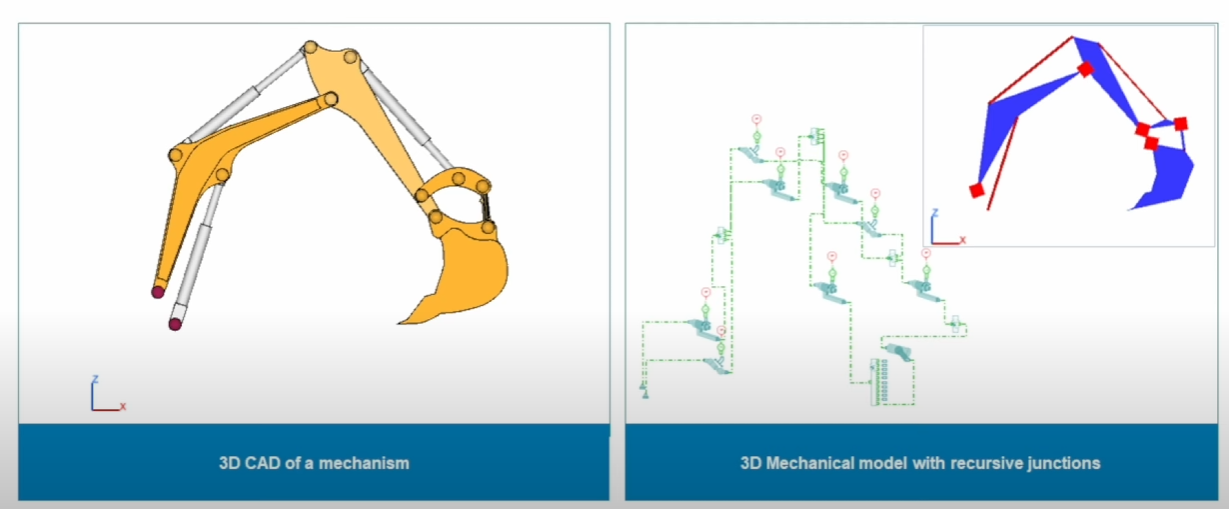 Z
X
Z
X
3D CAD of a mechanism
3D Mechanical model with recursive junctions